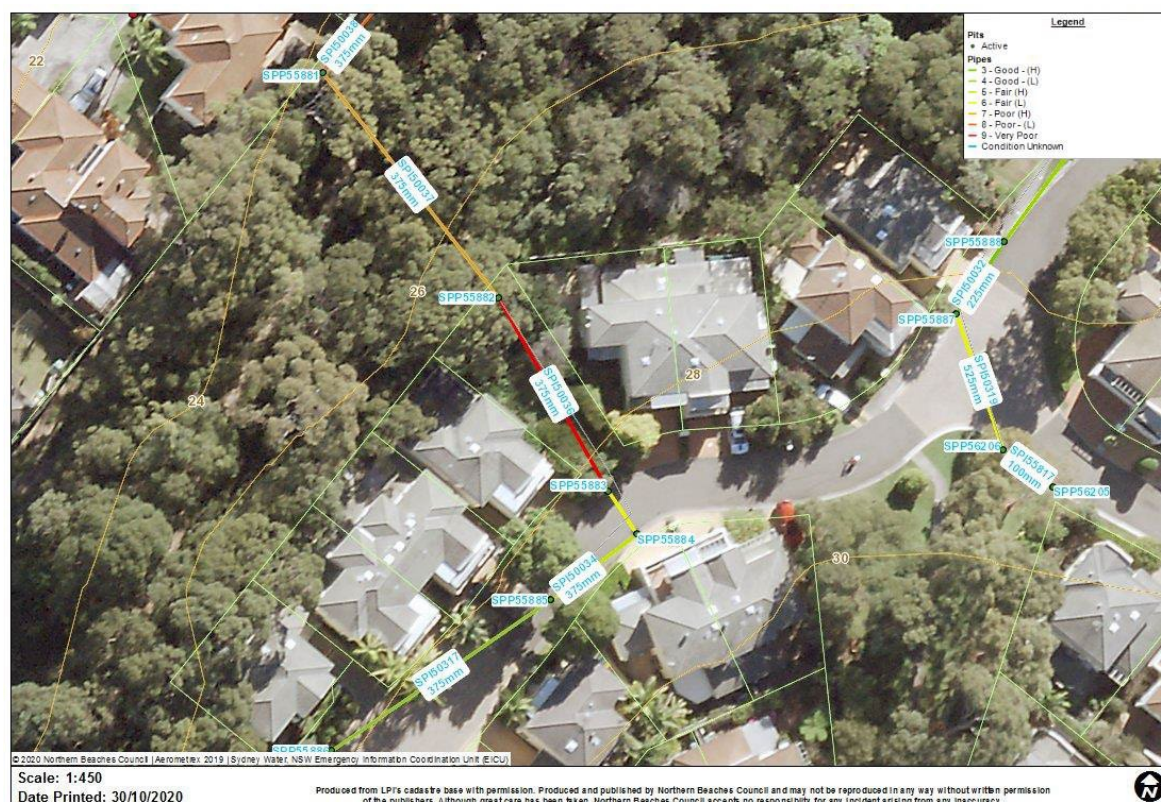 Legend
Pits
Active
Pipes
3 - Good - (H)
4 - Good - (L)
5 - Fair (H)
6 - Fair (L)
7 - Poor (H)
8 - Poor - (L)
9 - Very Poor
Condition Unknown
22
SPI50038
375mm
SPP55881
SPI50037
375mm
26
SPP55882
SPP55888
SPI50032
225mm
SPP55887
28
SPI50036
375mm
SPI50319
525mm
24
SPP56206
SPI55817
100mm
SPP56205
SPP55883
SPP55884
30
SPI50034
375mm
SPP55885
SPI50317
375mm
SPP55886
© 2020 Northern Beaches Council | Aerometrex 2019 | Sydney Water, NSW Emergency Information Coordination Unit (EICU)
Scale: 1:450
Date Printed: 30/10/2020
Produced from LPI's cadastre base with permission. Produced and published by Northern Beaches Council and may not be reproduced in any way without written permission
of the publishers. Although great care has been taken, Northern Beaches Council accepts no responsibility for any incident arising from any inaccuracy.
N